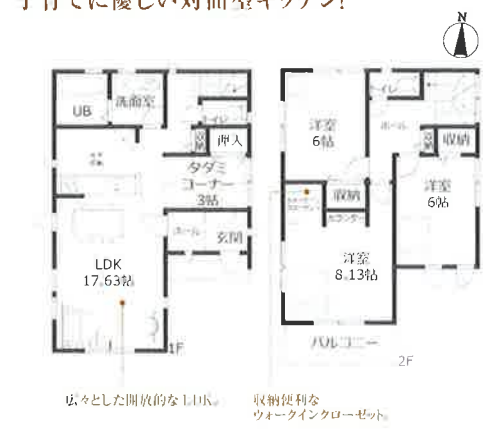 子育てに優しい対面型キッチン!
N
UB
洗面室
トイレ
収納
押入
タタミ
コーナー
3帖
ホール
玄関
LDK
17.63帖
1F
洋室
6帖
トイレ
ホール
収納
収納
洋室
6帖
収納
カウンター
洋室
8.13帖
バルコニー
2F
広々とした開放的なLDK。
収納便利な
ウォークインクローゼット。